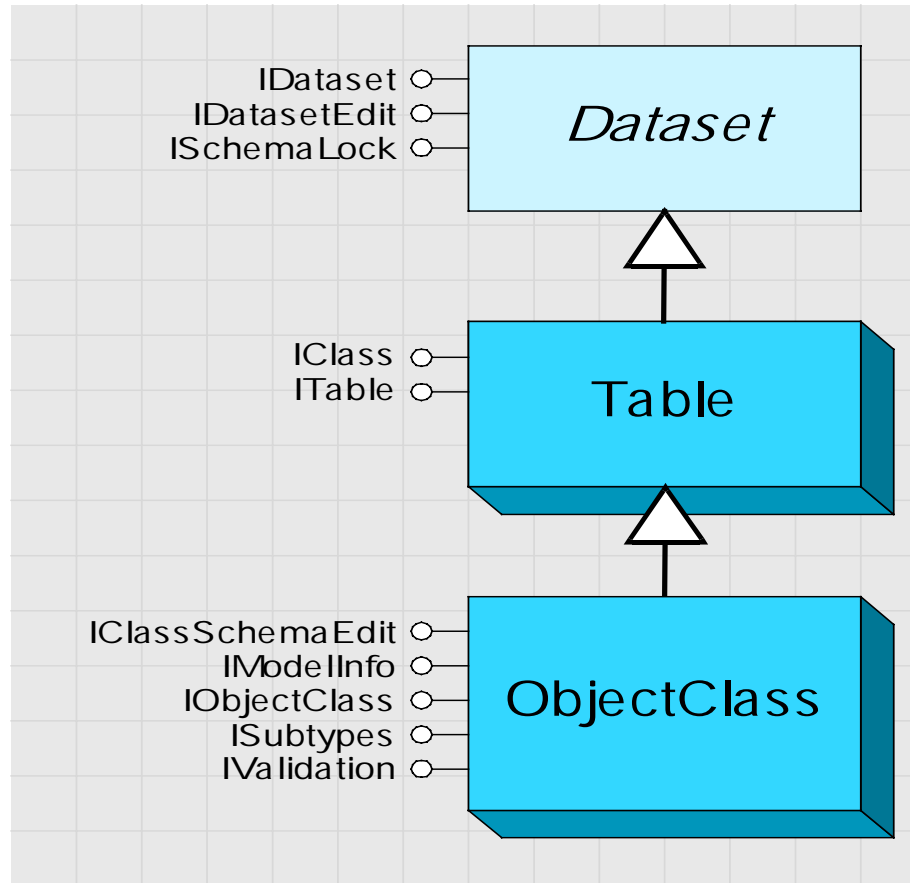 IDataset
IDatasetEdit
ISchemaLock
Dataset
IClass
ITable
Table
IClassSchemaEdit
IModelInfo
IObjectClass
ISubtypes
IValidation
ObjectClass